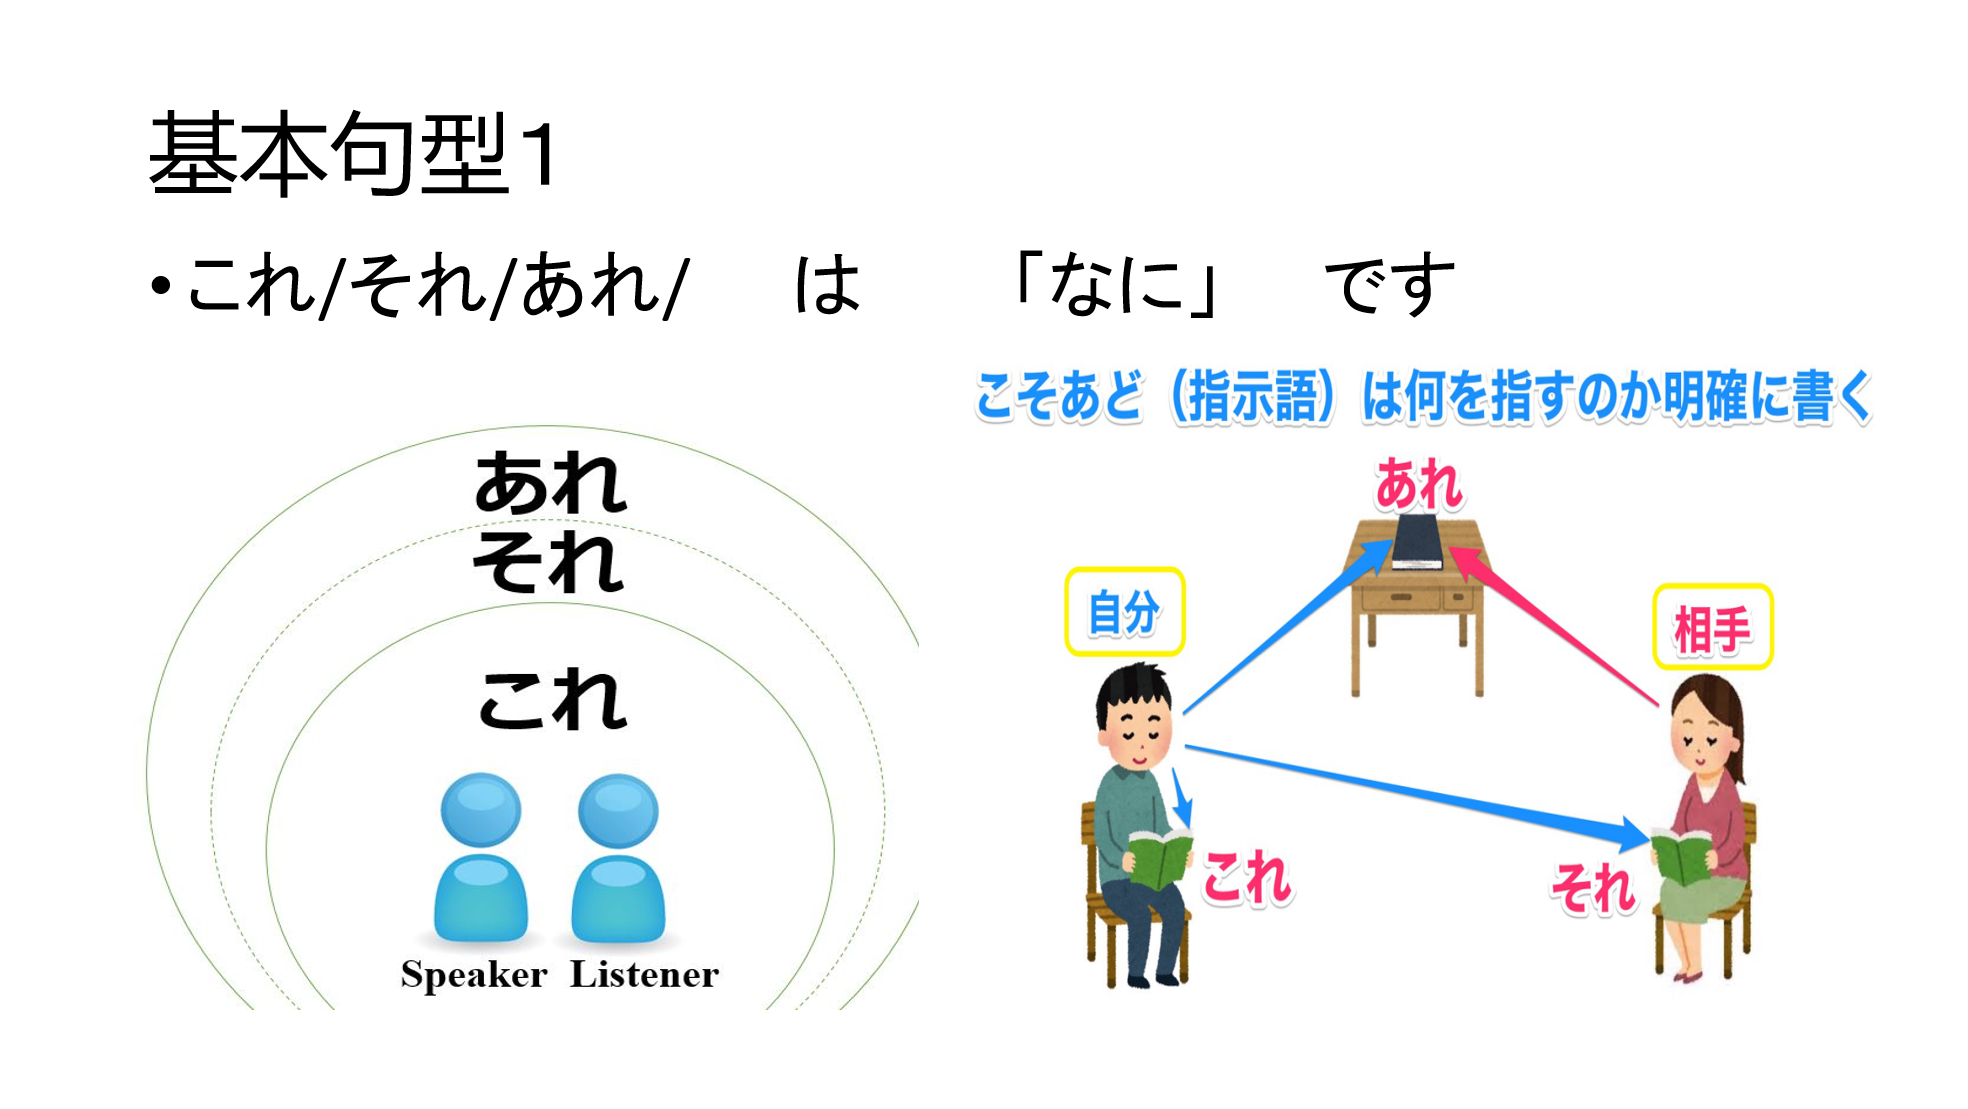 基本句型1
•これ/それ/あれ/　は　「なに」　です
あれ
それ
これ
Speaker Listener
こそあど（指示語）は何を指すのか明確に書く
あれ
自分
相手
これ
それ